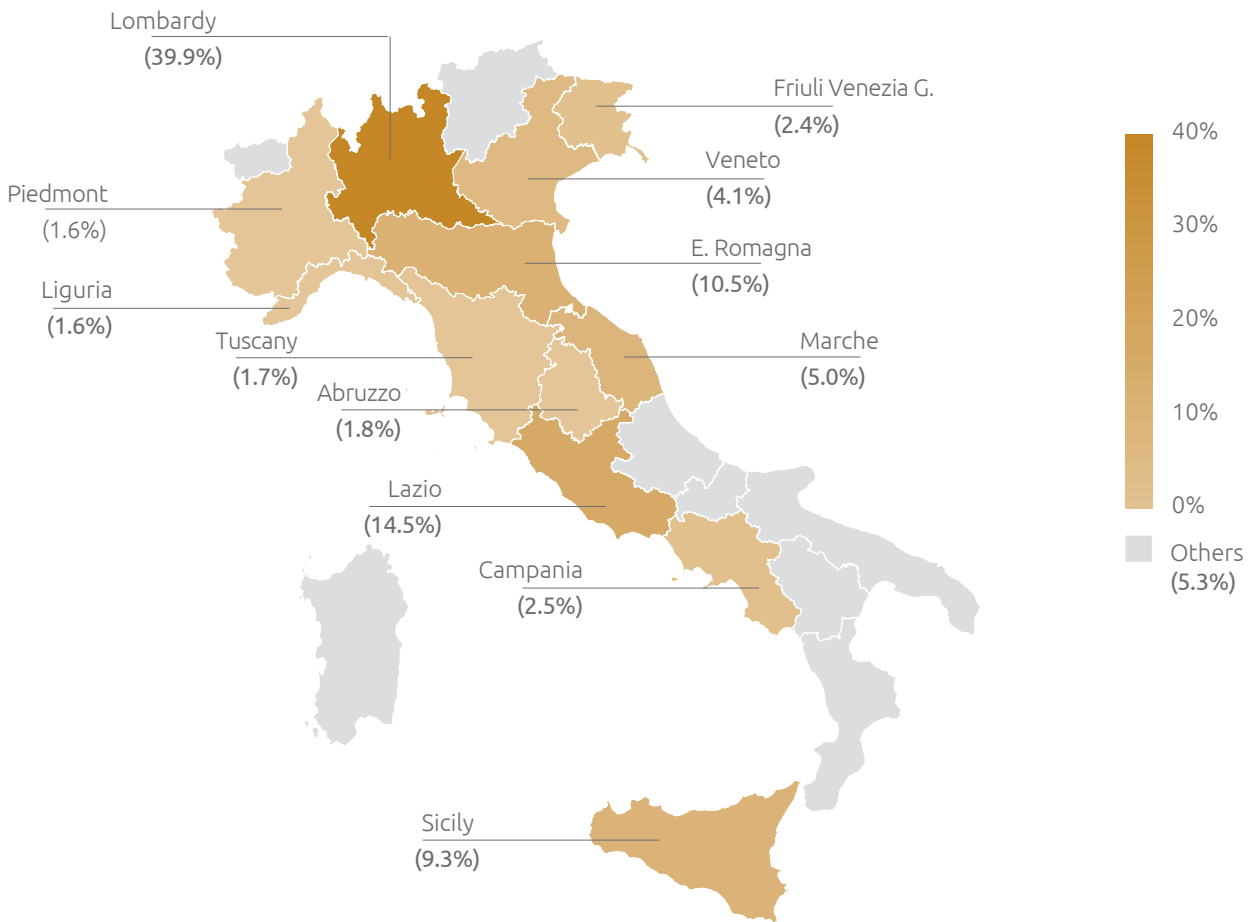 Lombardy
(39.9%)
Friuli Venezia G.
(2.4%)
Veneto
(4.1%)
Piedmont
(1.6%)
E. Romagna
(10.5%)
Liguria
(1.6%)
Tuscany
(1.7%)
Marche
(5.0%)
Abruzzo
(1.8%)
Lazio
(14.5%)
Campania
(2.5%)
Sicily
(9.3%)
40%
30%
20%
10%
0%
Others
(5.3%)